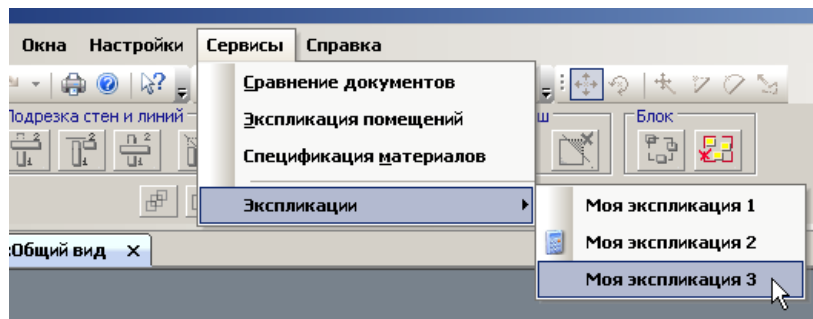 Окна Настройки Сервисы Справка
Сравнение документов
Экспликация помещений
Спецификация материалов
Экспликации
Подрезка стен и линий
ш
Блок
Моя экспликация 1
Моя экспликация 2
Моя экспликация 3
:Общий вид